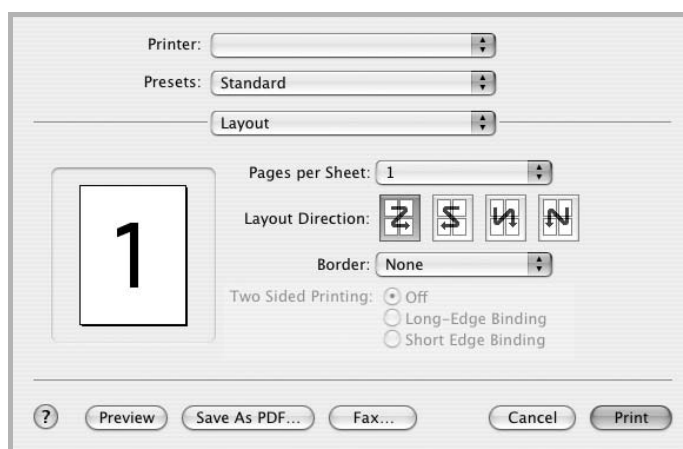 Printer:
Presets: Standard
Layout
Pages per Sheet: 1
Layout Direction:
1
Border: None
Two Sided Printing: Off
Long-Edge Binding
Short Edge Binding
? Preview Save As PDF... Fax... Cancel Print